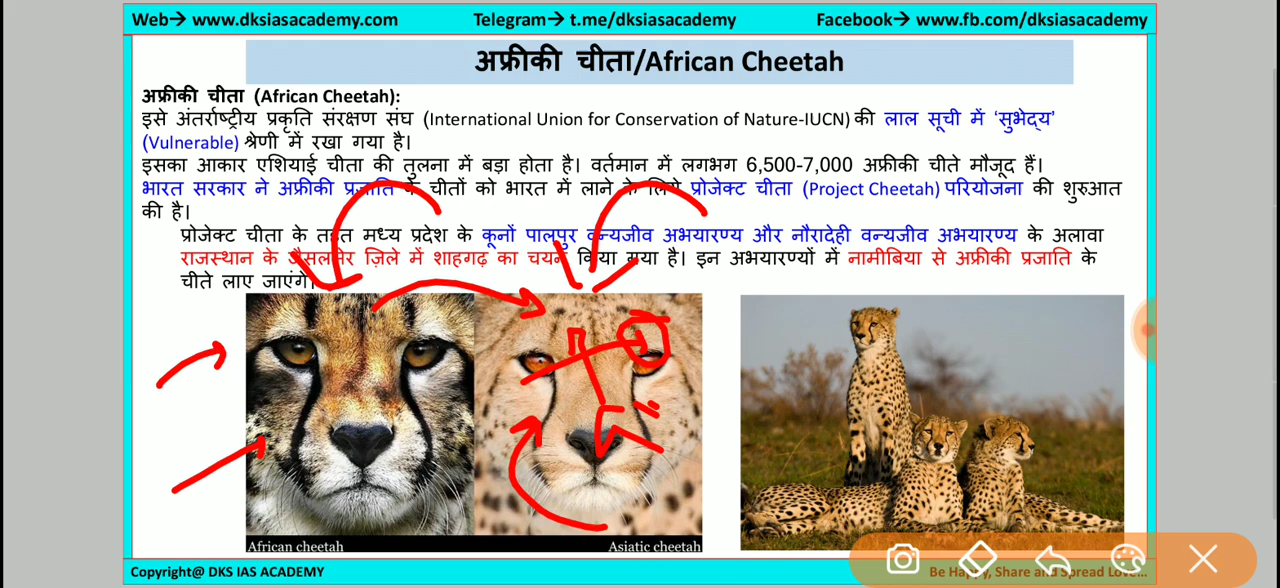 Web→ www.dksiasacademy.com Telegram→ t.me/dksiasacademy Facebook→ www.fb.com/dksiasacademy
अफ्रीकी चीता/African Cheetah
अफ्रीकी चीता (African Cheetah):
इसे अंतर्राष्ट्रीय प्रकृति संरक्षण संघ (International Union for Conservation of Nature-IUCN) की लाल सूची में ‘सुभेद्य’
(Vulnerable) श्रेणी में रखा गया है।
इसका आकार एशियाई चीता की तुलना में बड़ा होता है। वर्तमान में लगभग 6,500-7,000 अफ्रीकी चीते मौजूद हैं।
भारत सरकार ने अफ्रीकी प्रजाति के चीतों को भारत में लाने के लिये प्रोजेक्ट चीता (Project Cheetah) परियोजना की शुरुआत
की है।
प्रोजेक्ट चीता के तहत मध्य प्रदेश के कूनों पालपुर वन्यजीव अभयारण्य और नौरादेही वन्यजीव अभयारण्य के अलावा
राजस्थान के जैसलमेर ज़िले में शाहगढ़ का चयन किया गया है। इन अभयारण्यों में नामीबिया से अफ्रीकी प्रजाति के
चीते लाए जाएंगे।
African cheetah Asiatic cheetah
Copyright@ DKS IAS ACADEMY Be Happy, Share and Spread Love...